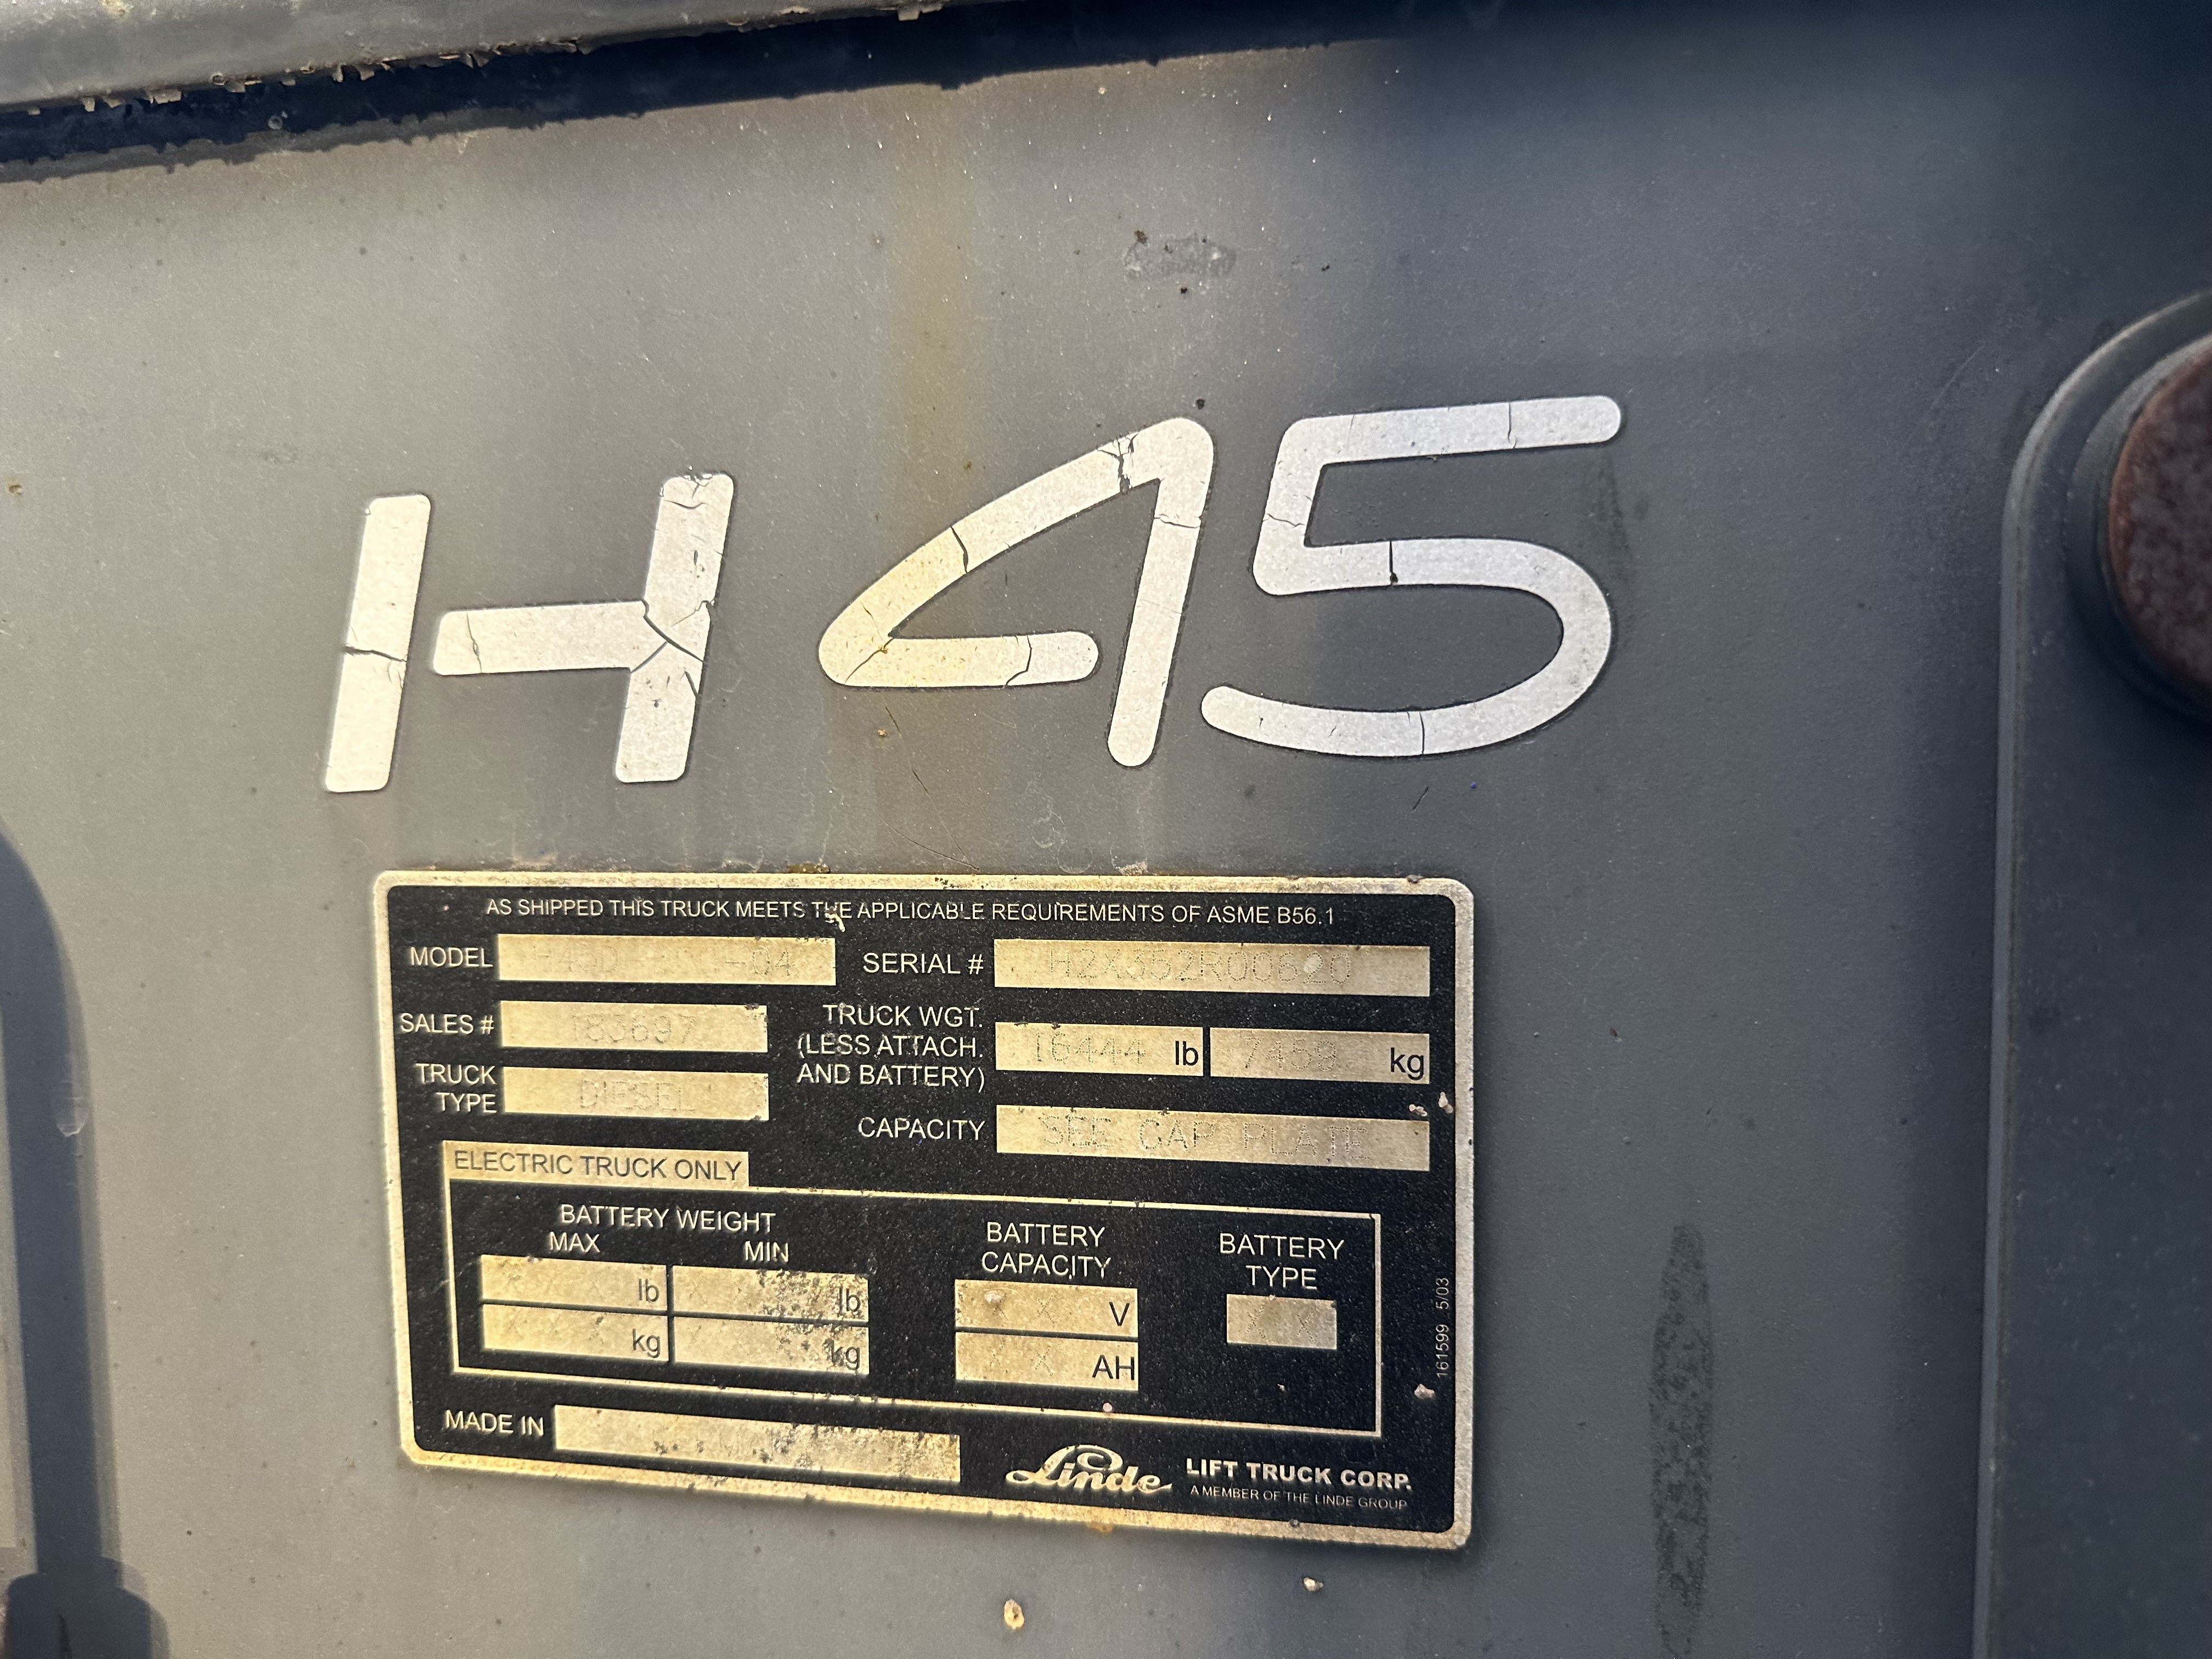 H 45
AS SHIPPED THIS TRUCK MEETS THE APPLICABLE REQUIREMENTS OF ASME B56.1
MODEL
SERIAL #
SALES # 183697
TRUCK WGT.
(LESS ATTACH.
AND BATTERY)
16444 lb 7459 kg
TRUCK
TYPE
DIESEL
CAPACITY SEE CAP PLATE
ELECTRIC TRUCK ONLY
BATTERY WEIGHT
MAX MIN
BATTERY
CAPACITY
BATTERY
TYPE
lb lb
kg kg
V
AH
161599 5/03
MADE IN
Linde LIFT TRUCK CORP.
A MEMBER OF THE LINDE GROUP